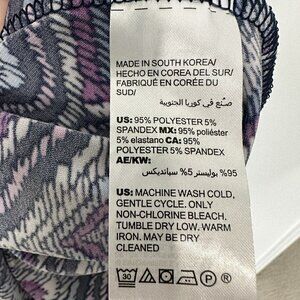 MADE IN SOUTH KOREA/
HECHO EN COREA DEL SUR/
FABRIQUÉ EN CORÉE DU
SUD/
صنع في كوريا الجنوبية
US: 95% POLYESTER 5%
SPANDEX MX: 95% poliéster
5% elastano CA: 95%
POLYESTER 5% SPANDEX
AE/KW:
95% بوليستر 5% سباندیکس
US: MACHINE WASH COLD,
GENTLE CYCLE. ONLY
NON-CHLORINE BLEACH.
TUMBLE DRY LOW. WARM
IRON. MAY BE DRY
CLEANED
30
P